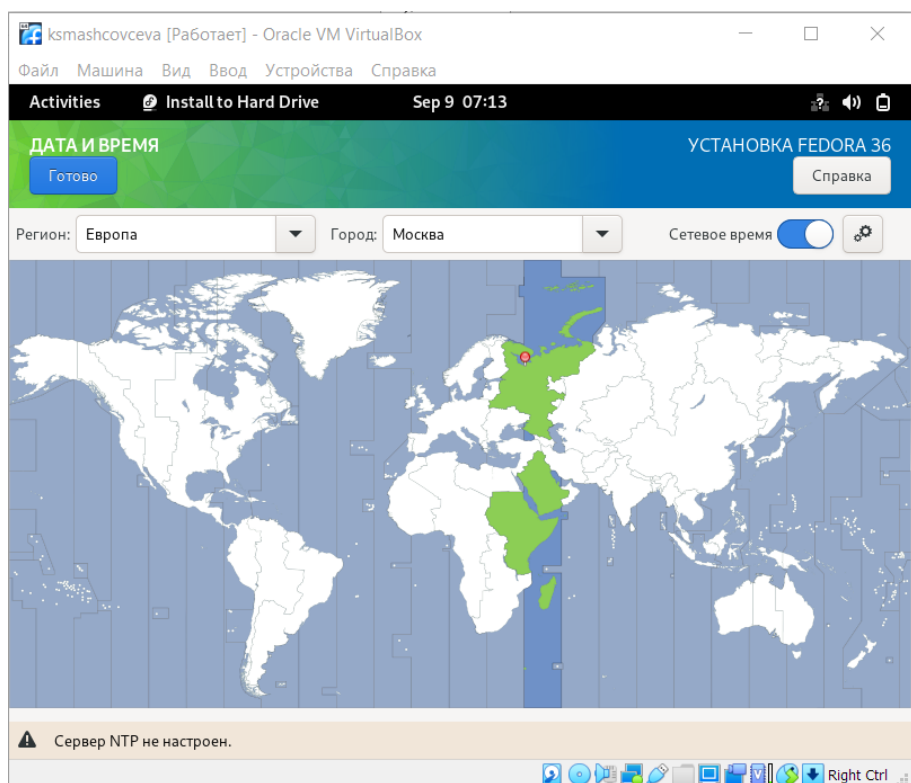 ksmashcovceva [Работает] - Oracle VM VirtualBox
Файл Машина Вид Ввод Устройства Справка
Activities Install to Hard Drive Sep 9 07:13
ДАТА И ВРЕМЯ УСТАНОВКА FEDORA 36
Готово Справка
Регион: Европа Город: Москва Сетевое время
Сервер NTP не настроен.
Right Ctrl